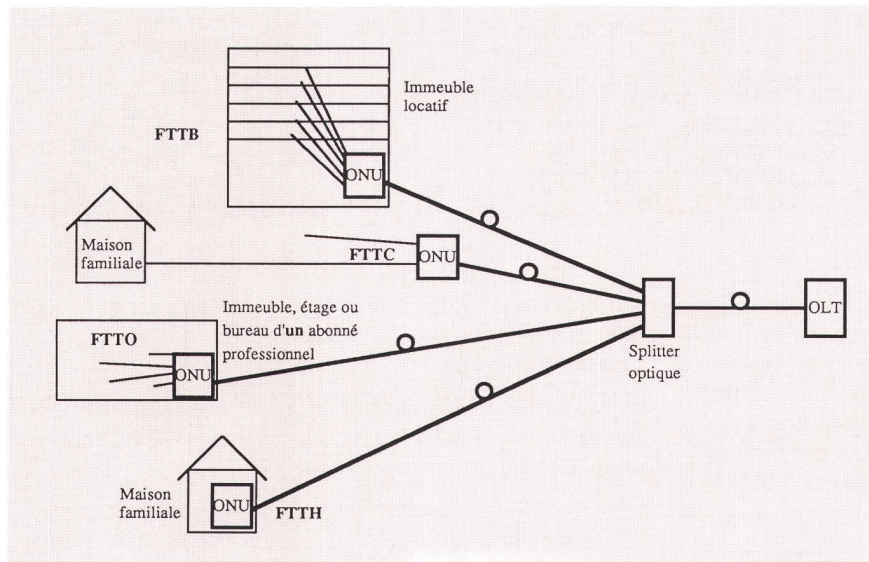 Immeuble
locatif
FTTB
ONU
Maison
familiale
FTTC
ONU
Immeuble, étage ou
bureau d'un abonné
professionnel
FTTO
ONU
Splitter
optique
OLT
Maison
familiale
ONU
FTTH